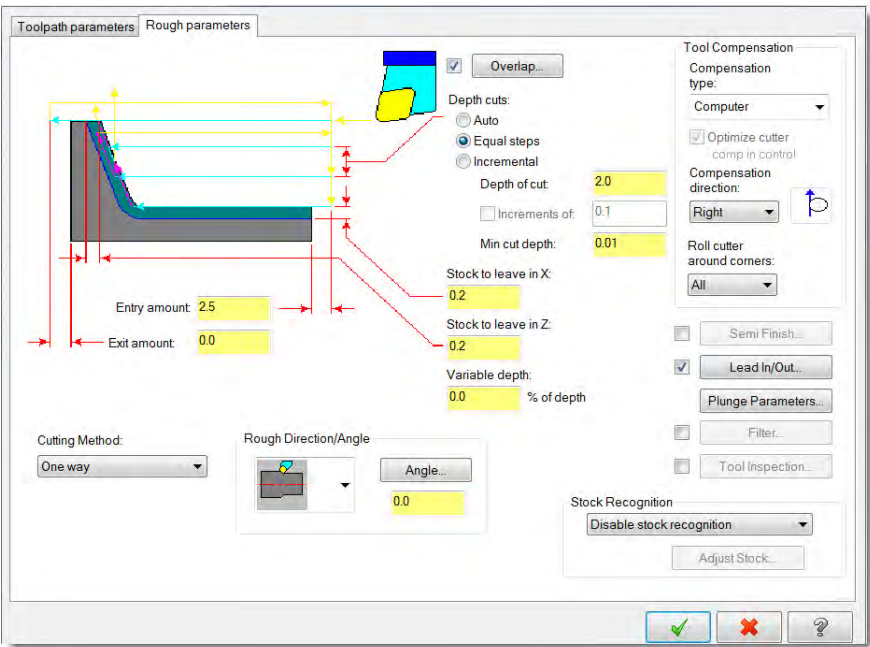 Toolpath parameters
Rough parameters
Overlap...
Depth cuts:
Auto
Equal steps
Incremental
Depth of cut: 2.0
Increments of: 0.1
Min cut depth: 0.01
Stock to leave in X:
0.2
Stock to leave in Z:
0.2
Variable depth:
0.0 % of depth
Entry amount: 2.5
Exit amount: 0.0
Tool Compensation
Compensation
type:
Computer
Optimize cutter
comp in control
Compensation
direction:
Right
Roll cutter
around corners:
All
Semi Finish...
Lead In/Out...
Plunge Parameters...
Filter...
Tool Inspection...
Cutting Method:
One way
Rough Direction/Angle
Angle...
0.0
Stock Recognition
Disable stock recognition
Adjust Stock...
?